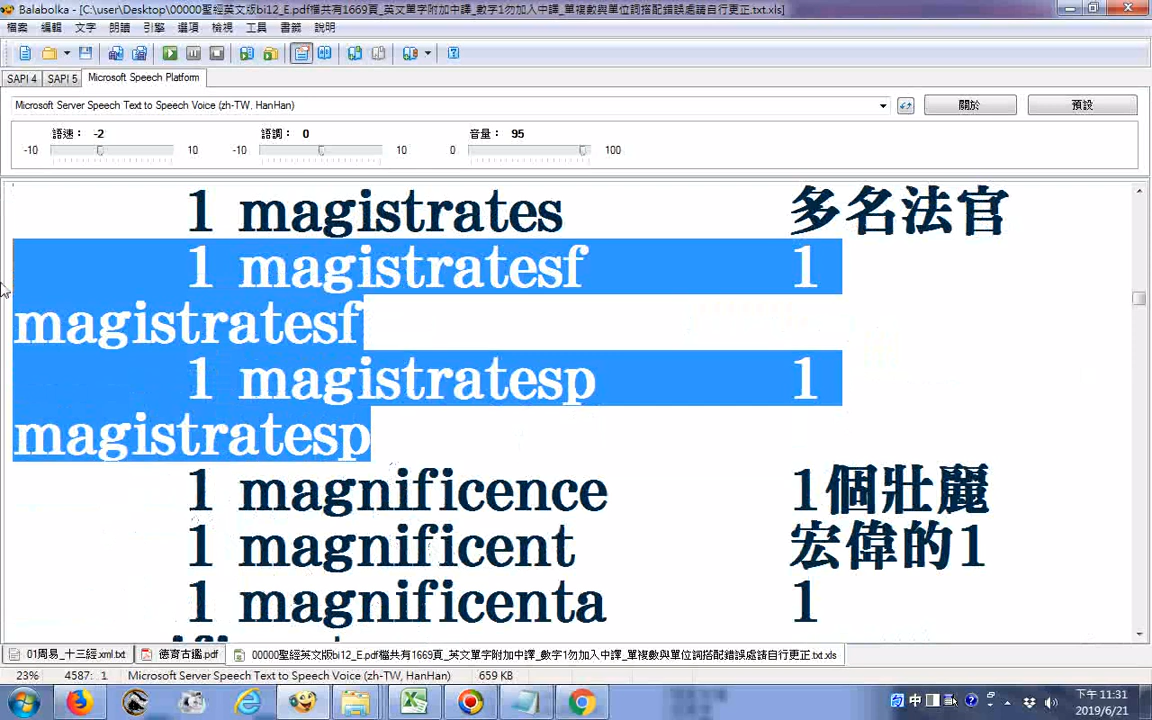 Balabolka - [C:\user\Desktop\00000聖經英文版bi12_E.pdf檔共有1669頁_英文單字附加中譯_數字1勿加入中譯_單複數與單位詞搭配錯誤處請自行更正.txt.xls]
檔案 編輯 文字 朗讀 引擎 選項 檢視 工具 書籤 說明
SAPI 4 SAPI 5 Microsoft Speech Platform
Microsoft Server Speech Text to Speech Voice (zh-TW, HanHan) 關於 預設
語速： -2 語調： 0 音量： 95
-10 10 -10 10 0 100
1 magistrates 多名法官
1 magistratesf 1
magistratesf
1 magistratesp 1
magistratesp
1 magnificence 1個壯麗
1 magnificent 宏偉的1
1 magnificenta 1
01周易_十三經.xml.txt 德育古鑑.pdf 00000聖經英文版bi12_E.pdf檔共有1669頁_英文單字附加中譯_數字1勿加入中譯_單複數與單位詞搭配錯誤處請自行更正.txt.xls
23% 4587: 1 Microsoft Server Speech Text to Speech Voice (zh-TW, HanHan) 659 KB
中 下午 11:31
2019/6/21